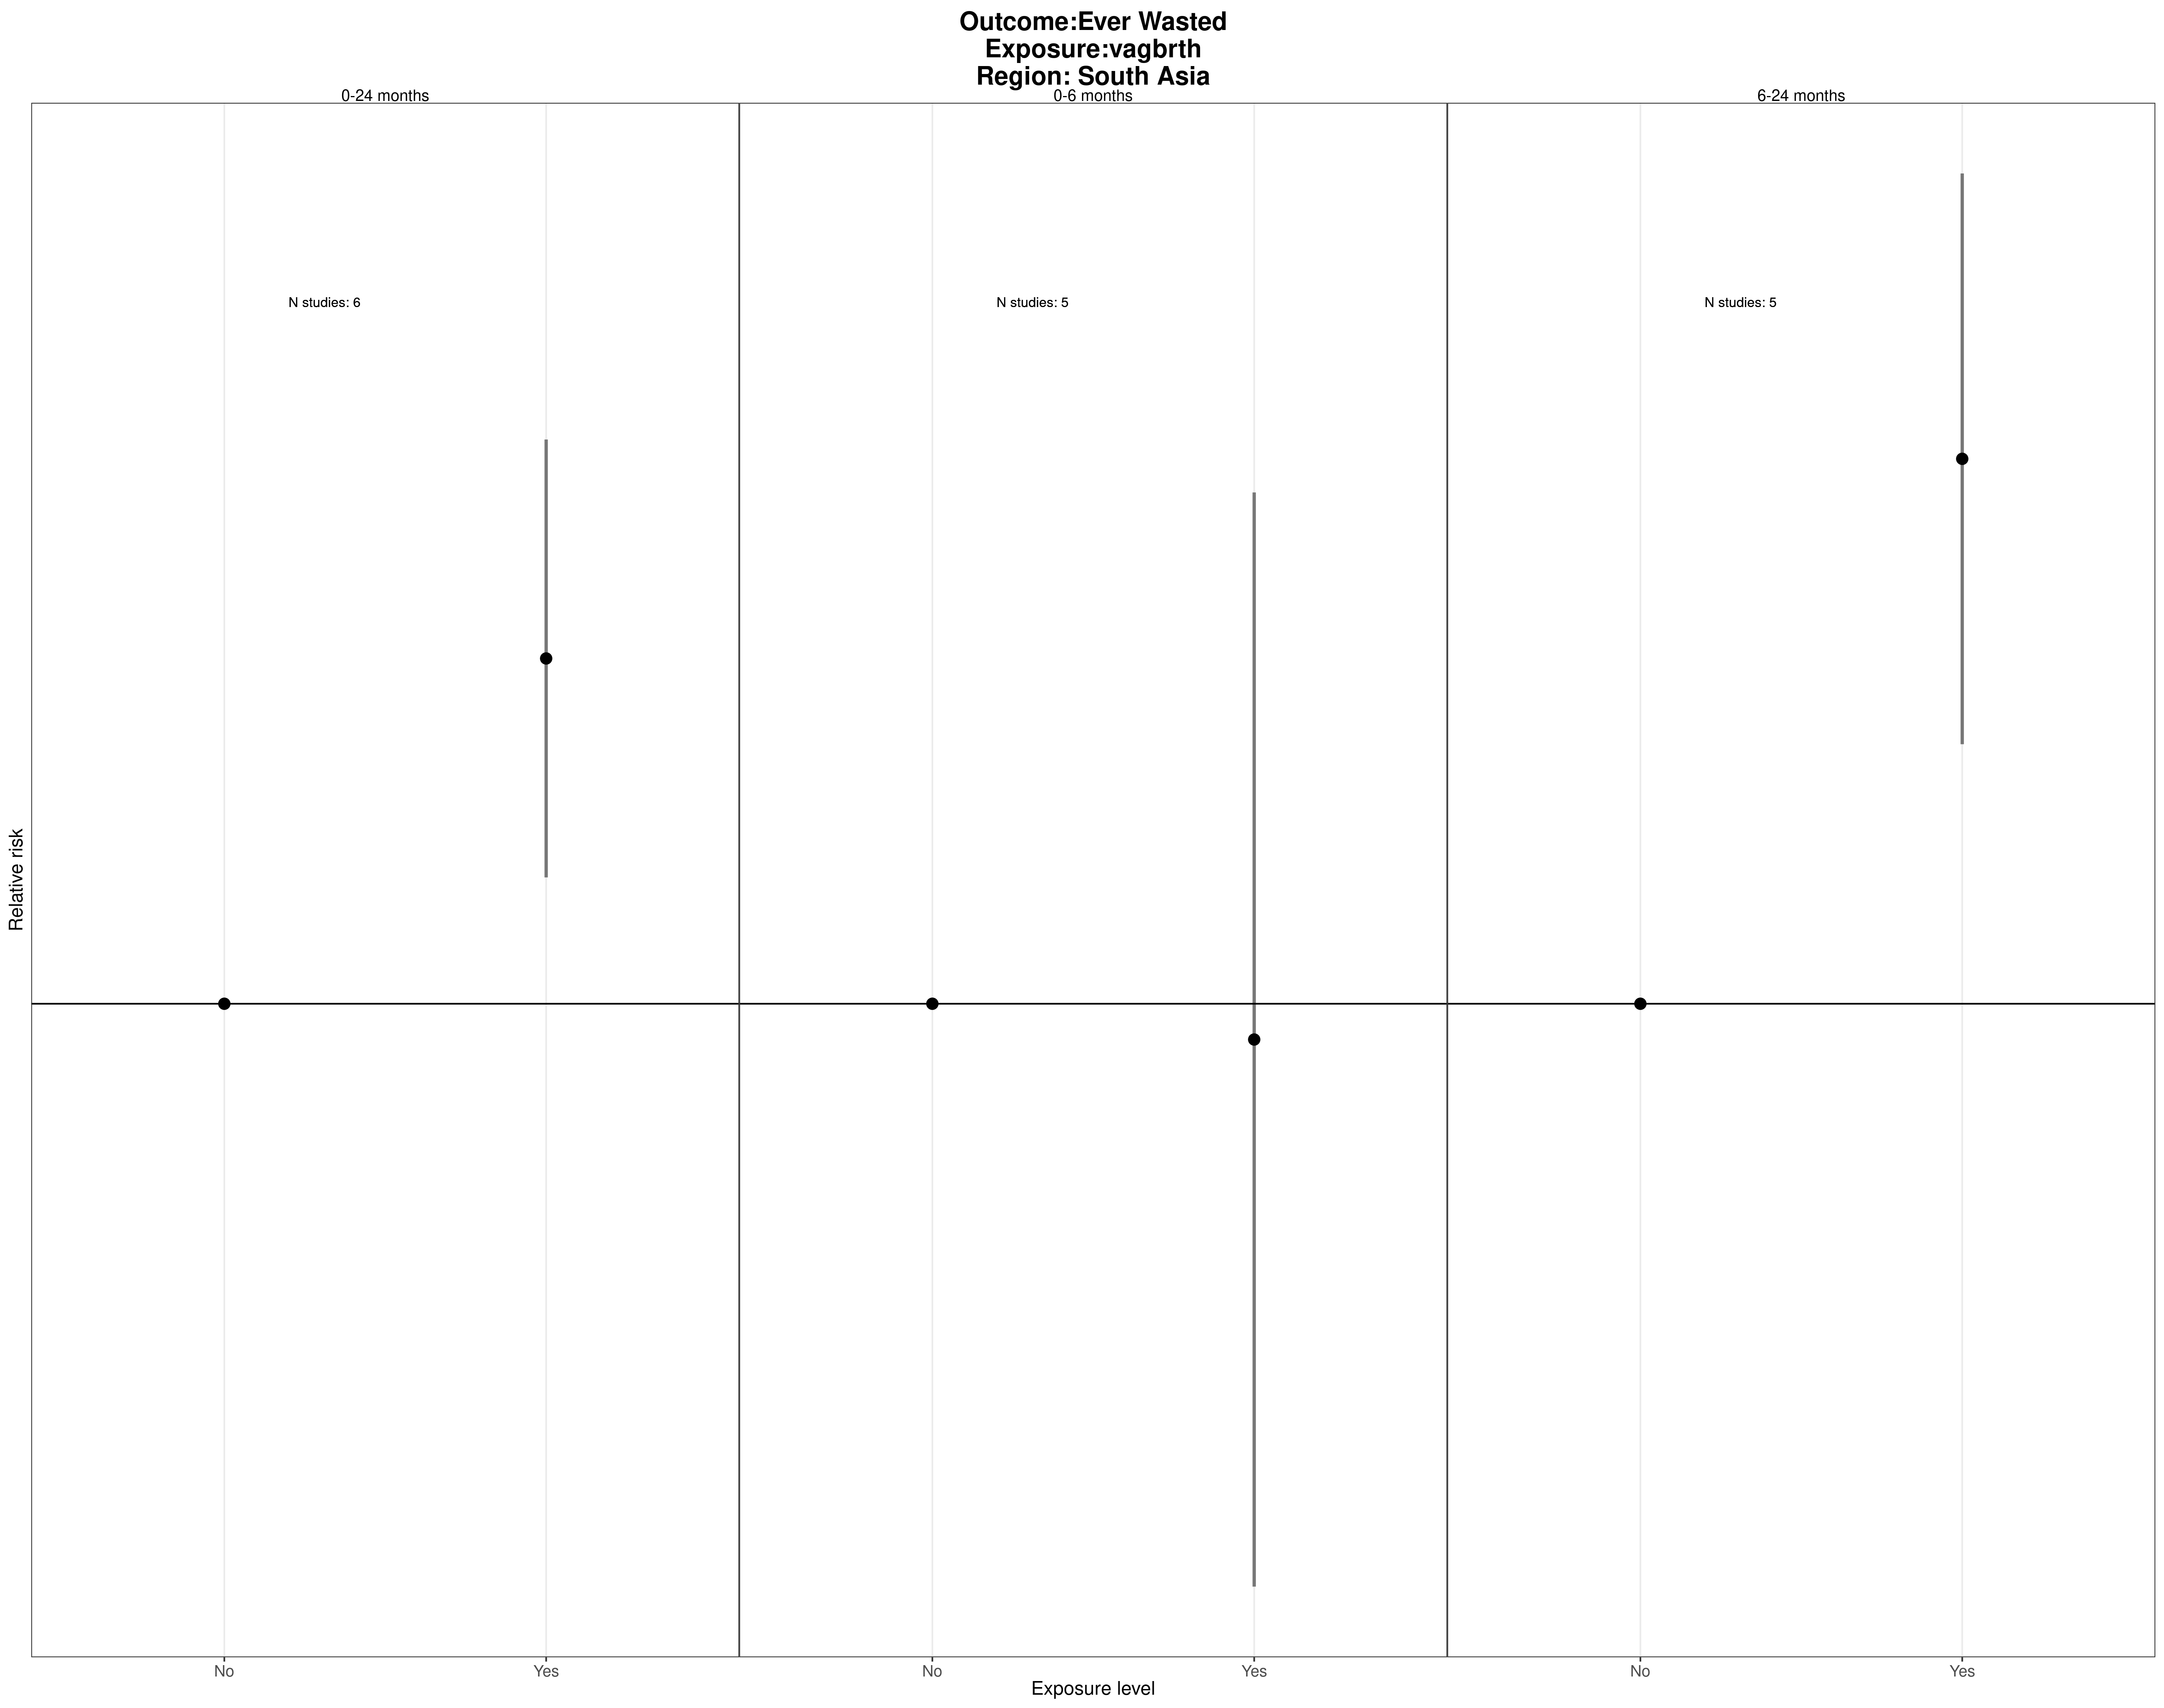 Outcome:Ever Wasted
Exposure:vagbrth
Region: South Asia
0-24 months
0-6 months
6-24 months
N studies: 6
N studies: 5
N studies: 5
Relative risk
No
Yes
No
Yes
No
Yes
Exposure level